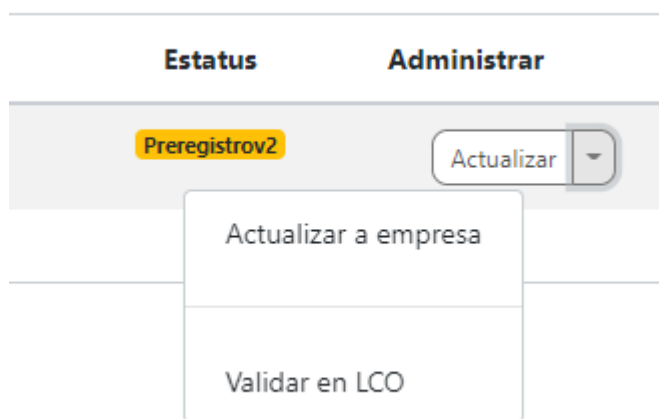 Estatus Administrar
Preregistrov2 Actualizar
Actualizar a empresa
Validar en LCO